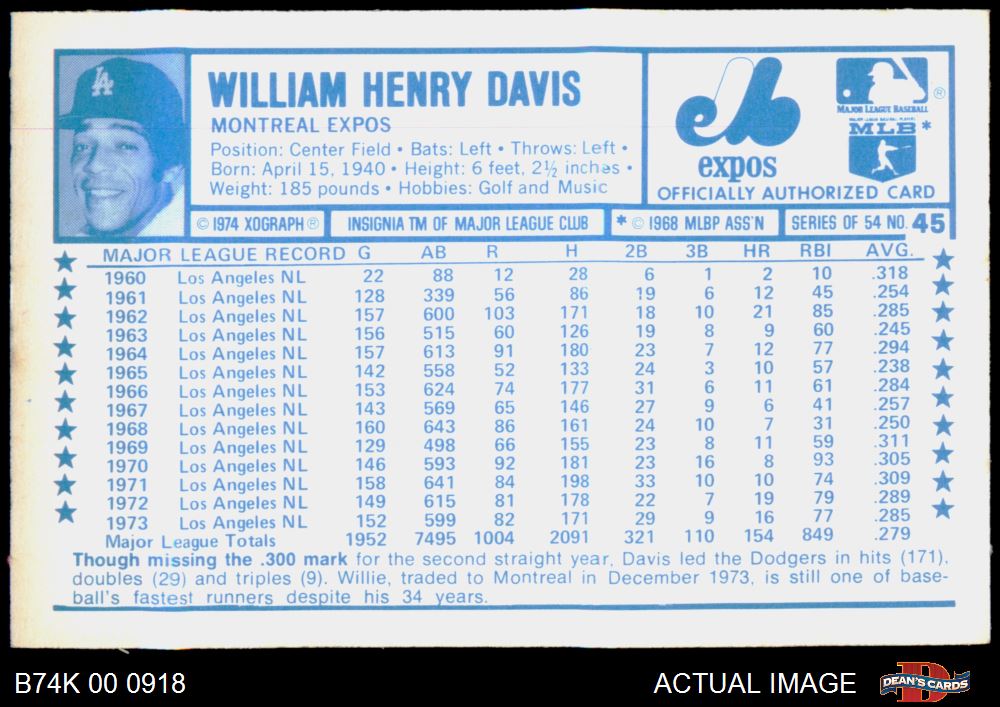 LA
WILLIAM HENRY DAVIS
MONTREAL EXPOS
Position: Center Field • Bats: Left • Throws: Left •
Born: April 15, 1940 • Height: 6 feet, 2½ inches •
Weight: 185 pounds • Hobbies: Golf and Music
expos
MAJOR LEAGUE BASEBALL ®
MAJOR LEAGUE BASEBALL PLAYERS
MLB *
OFFICIALLY AUTHORIZED CARD
© 1974 XOGRAPH ® INSIGNIA TM OF MAJOR LEAGUE CLUB * © 1968 MLBP ASS'N SERIES OF 54 NO. 45
MAJOR LEAGUE RECORD G AB R H 2B 3B HR RBI AVG.
1960 Los Angeles NL 22 88 12 28 6 1 2 10 .318
1961 Los Angeles NL 128 339 56 86 19 6 12 45 .254
1962 Los Angeles NL 157 600 103 171 18 10 21 85 .285
1963 Los Angeles NL 156 515 60 126 19 8 9 60 .245
1964 Los Angeles NL 157 613 91 180 23 7 12 77 .294
1965 Los Angeles NL 142 558 52 133 24 3 10 57 .238
1966 Los Angeles NL 153 624 74 177 31 6 11 61 .284
1967 Los Angeles NL 143 569 65 146 27 9 6 41 .257
1968 Los Angeles NL 160 643 86 161 24 10 7 31 .250
1969 Los Angeles NL 129 498 66 155 23 8 11 59 .311
1970 Los Angeles NL 146 593 92 181 23 16 8 93 .305
1971 Los Angeles NL 158 641 84 198 33 10 10 74 .309
1972 Los Angeles NL 149 615 81 178 22 7 19 79 .289
1973 Los Angeles NL 152 599 82 171 29 9 16 77 .285
Major League Totals 1952 7495 1004 2091 321 110 154 849 .279
Though missing the .300 mark for the second straight year, Davis led the Dodgers in hits (171),
doubles (29) and triples (9). Willie, traded to Montreal in December 1973, is still one of base-
ball's fastest runners despite his 34 years.
B74K 00 0918 ACTUAL IMAGE DEAN'S CARDS